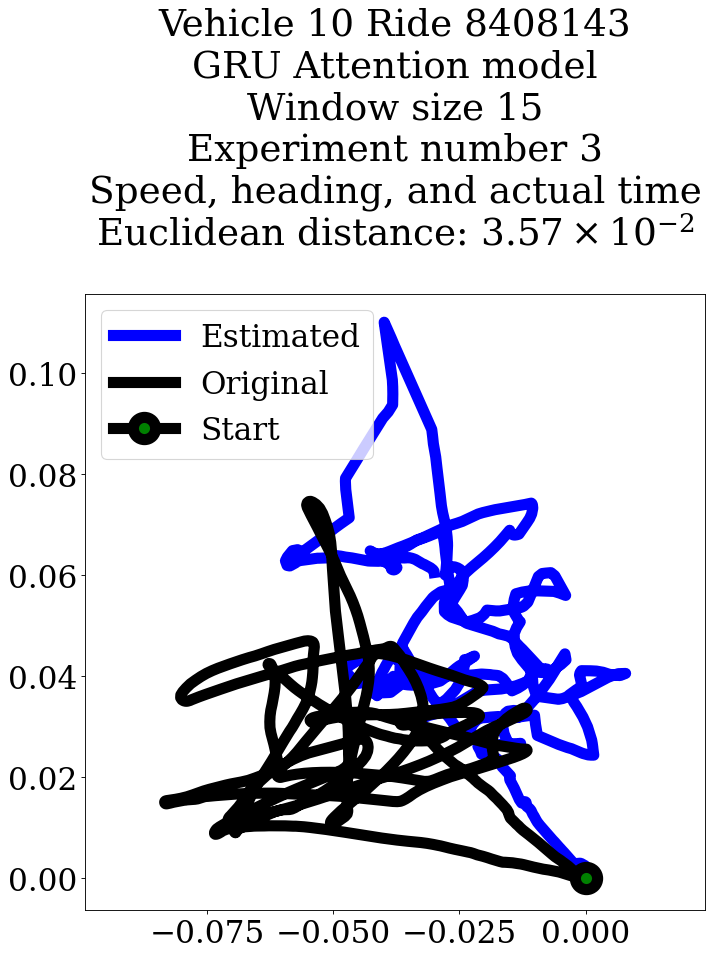 Vehicle 10 Ride 8408143
GRU Attention model
Window size 15
Experiment number 3
Speed, heading, and actual time
Euclidean distance: 3.57 × 10⁻²
Estimated
Original
Start
0.10
0.08
0.06
0.04
0.02
0.00
−0.075 −0.050 −0.025 0.000